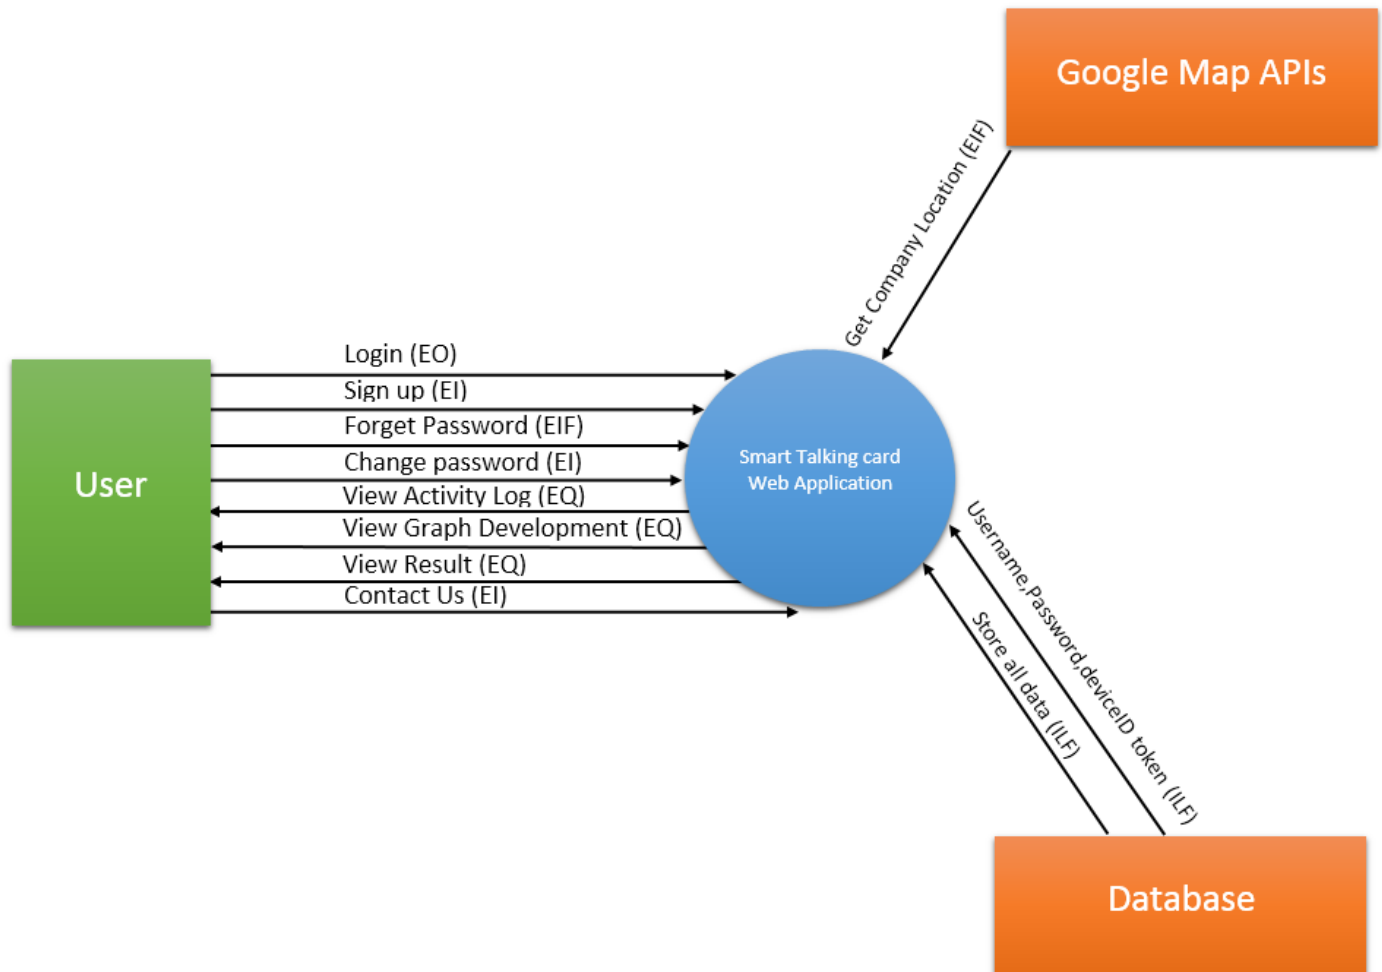 Google Map APIs
Get Company Location (EIF)
Login (EO)
Sign up (EI)
Forget Password (EIF)
Change password (EI)
View Activity Log (EQ)
View Graph Development (EQ)
View Result (EQ)
Contact Us (EI)
User
Smart Talking card
Web Application
Username,Password,deviceID token (ILF)
Store all data (ILF)
Database